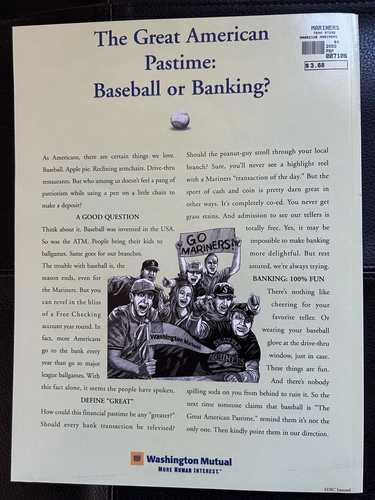 The Great American
Pastime:
Baseball or Banking?
MARINERS
TEAM STORE
MAGAZINE MARINERS
2002
PGP
007106
$3.68
As Americans, there are certain things we love.
Baseball. Apple pie. Reclining armchairs. Drive-thru
restaurants. But who among us doesn't feel a pang of
patriotism while using a pen on a little chain to
make a deposit?
A GOOD QUESTION
Think about it. Baseball was invented in the USA.
So was the ATM. People bring their kids to
ballgames. Same goes for our branches.
The trouble with baseball is, the
season ends, even for
the Mariners. But you
can revel in the bliss
of a Free Checking
account year round. In
fact, more Americans
go to the bank every
year than go to major
league ballgames. With
this fact alone, it seems the people have spoken.
DEFINE "GREAT"
How could this financial pastime be any "greater?"
Should every bank transaction be televised?
Should the peanut-guy stroll through your local
branch? Sure, you'll never see a highlight reel
with a Mariners "transaction of the day." But the
sport of cash and coin is pretty darn great in
other ways. It's completely co-ed. You never get
grass stains. And admission to see our tellers is
totally free. Yes, it may be
impossible to make banking
more delightful. But rest
assured, we're always trying.
BANKING: 100% FUN
There's nothing like
cheering for your
favorite teller. Or
wearing your baseball
glove at the drive-thru
window, just in case.
These things are fun.
And there's nobody
spilling soda on you from behind to ruin it. So the
next time someone claims that baseball is "The
Great American Pastime," remind them it's not the
only one. Then kindly point them in our direction.
GO
MARINERS!
Washington Mutual
MARINERS
Washington Mutual
MORE HUMAN INTEREST.
FDIC Insured